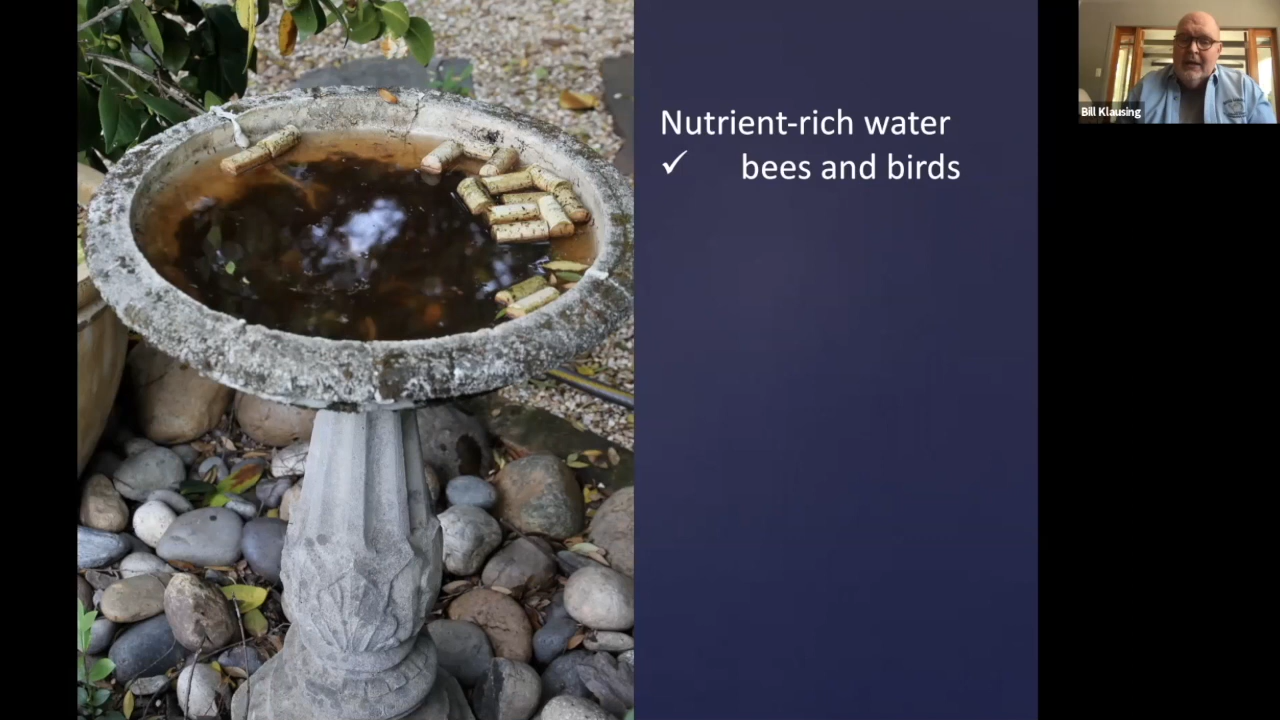 Nutrient-rich water
✓ bees and birds
Bill Klausing